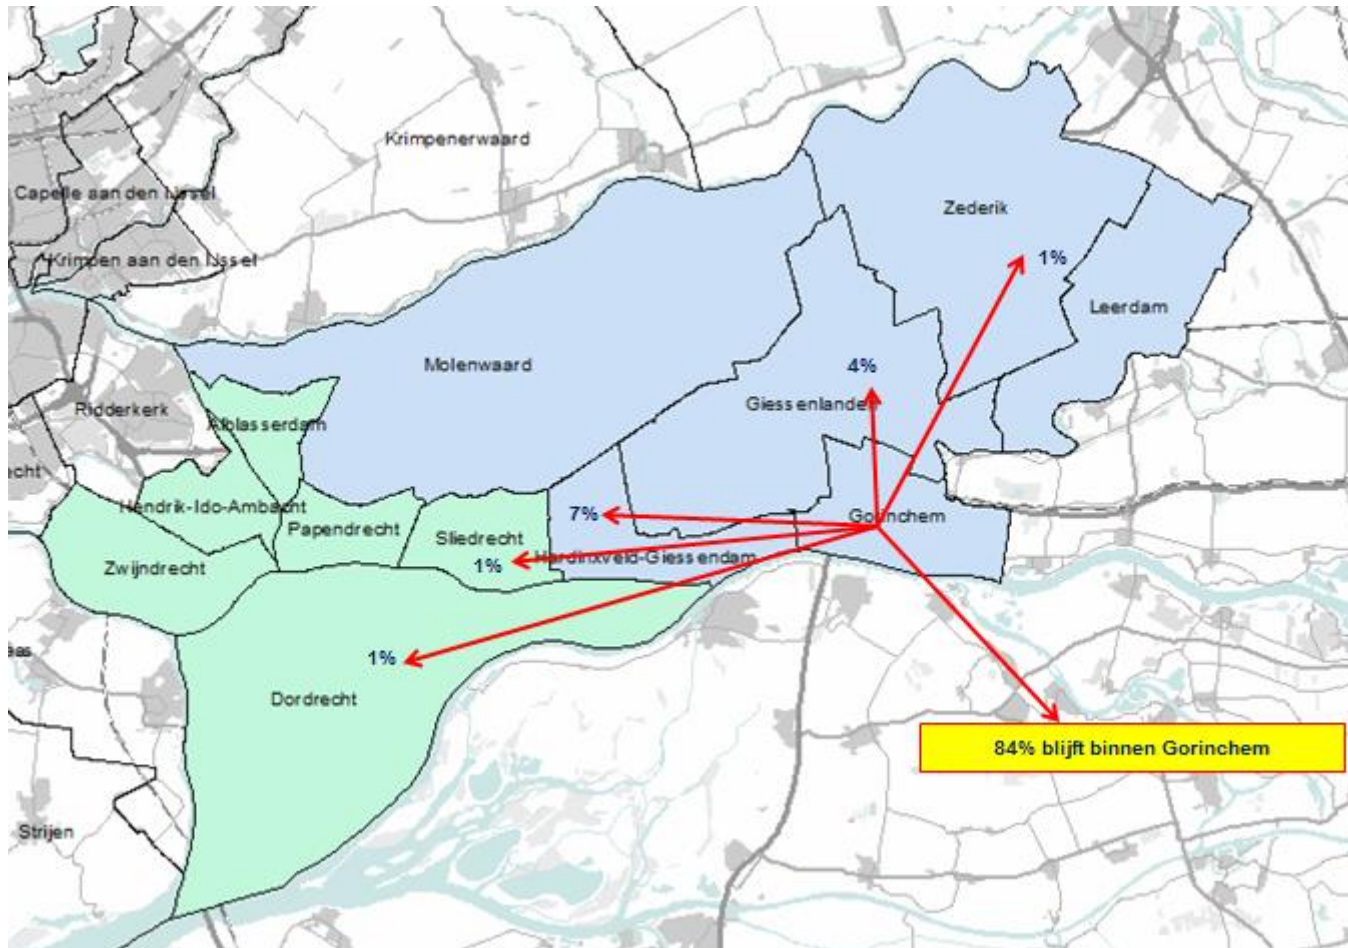 Krimpenerwaard
Capelle aan den IJssel
Zederik
Krimpen aan den IJssel
1%
Leerdam
Molenwaard
4%
Ridderkerk
Giessenlanden
Alblasserdam
echt
Hendrik-Ido-Ambacht
7%
Gorinchem
Papendrecht
Sliedrecht
Hardinxveld-Giessendam
Zwijndrecht
1%
1%
Dordrecht
84% blijft binnen Gorinchem
Strijen